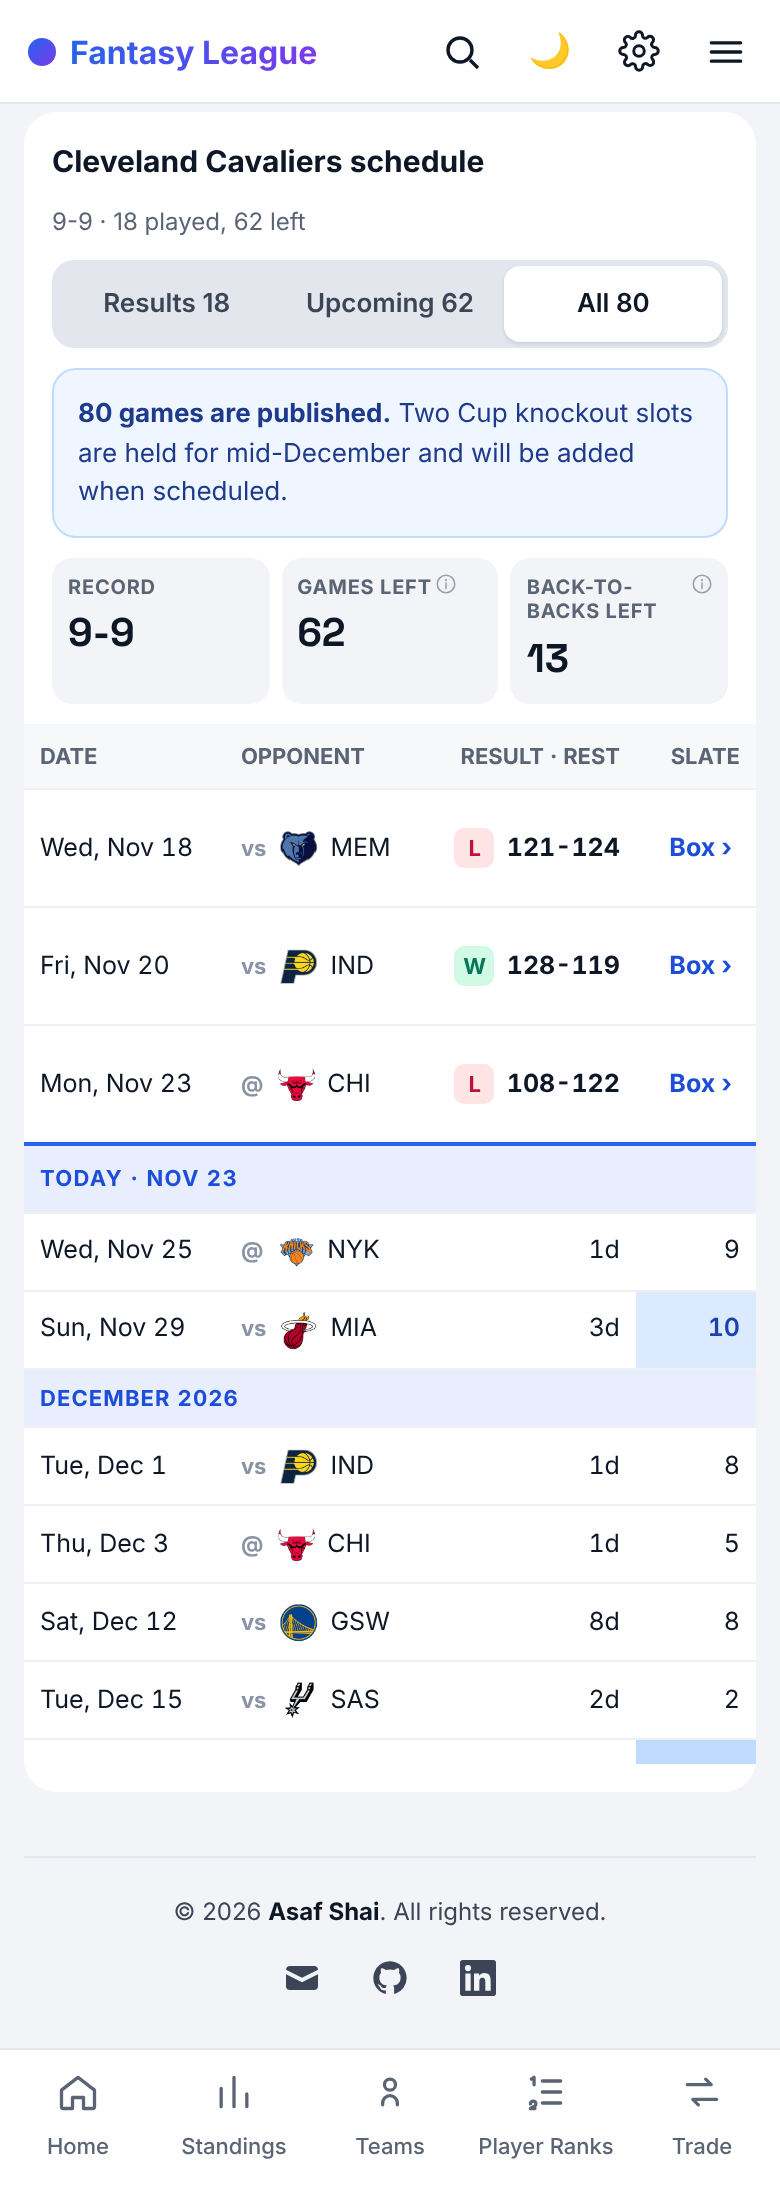 Fantasy League
Cleveland Cavaliers schedule
9-9 · 18 played, 62 left
Results 18 Upcoming 62 All 80
80 games are published. Two Cup knockout slots
are held for mid-December and will be added
when scheduled.
RECORD
9-9
GAMES LEFT
62
BACK-TO-
BACKS LEFT
13
DATE OPPONENT RESULT · REST SLATE
Wed, Nov 18 vs MEM L 121-124 Box ›
Fri, Nov 20 vs IND W 128-119 Box ›
Mon, Nov 23 @ CHI L 108-122 Box ›
TODAY · NOV 23
Wed, Nov 25 @ NYK 1d 9
Sun, Nov 29 vs MIA 3d 10
DECEMBER 2026
Tue, Dec 1 vs IND 1d 8
Thu, Dec 3 @ CHI 1d 5
Sat, Dec 12 vs GSW 8d 8
Tue, Dec 15 vs SAS 2d 2
© 2026 Asaf Shai. All rights reserved.
Home Standings Teams Player Ranks Trade